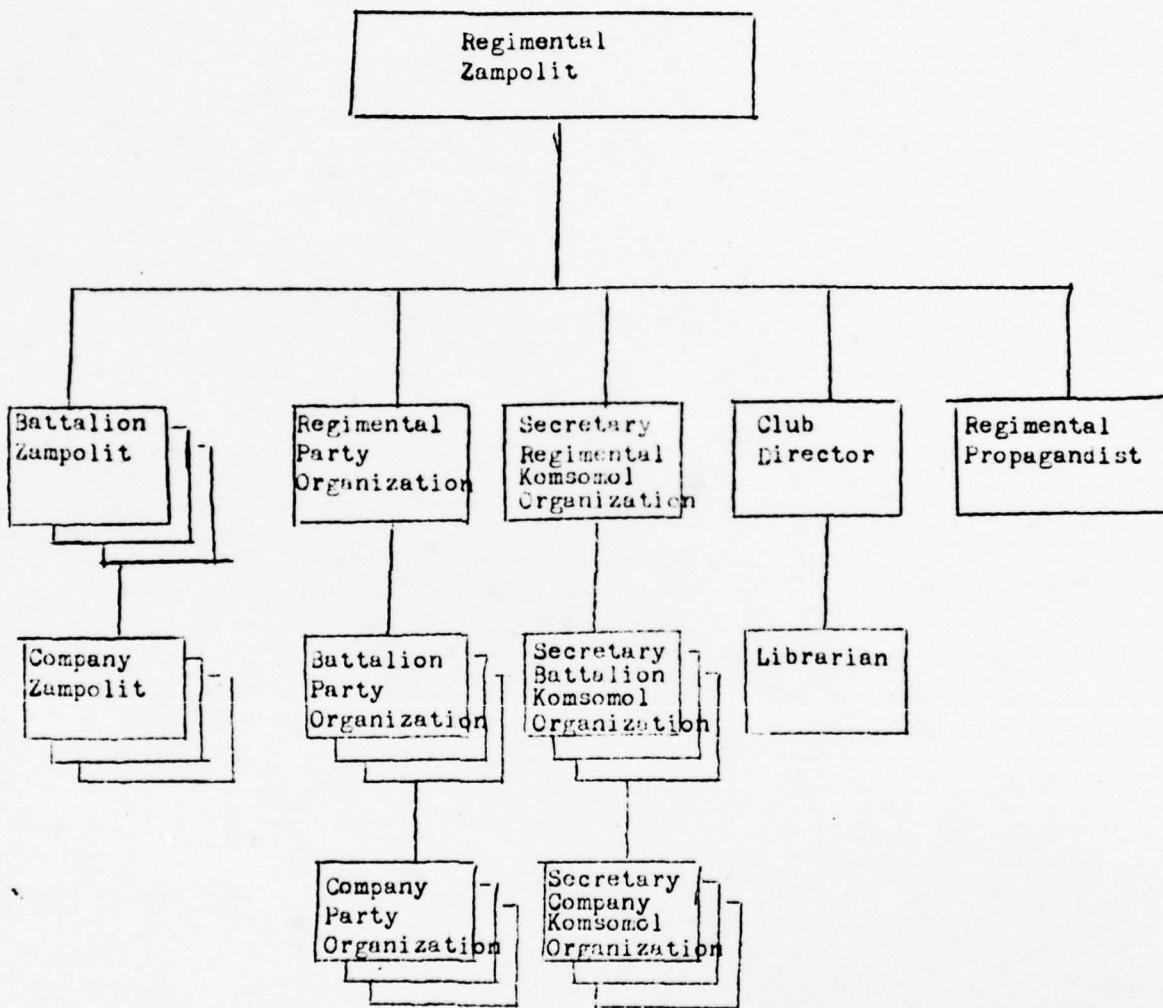 Regimental
Zampolit
Battalion
Zampolit
Regimental
Party
Organization
Secretary
Regimental
Komsomol
Organization
Club
Director
Regimental
Propagandist
Company
Zampolit
Battalion
Party
Organization
Secretary
Battalion
Komsomol
Organization
Librarian
Company
Party
Organization
Secretary
Company
Komsomol
Organization